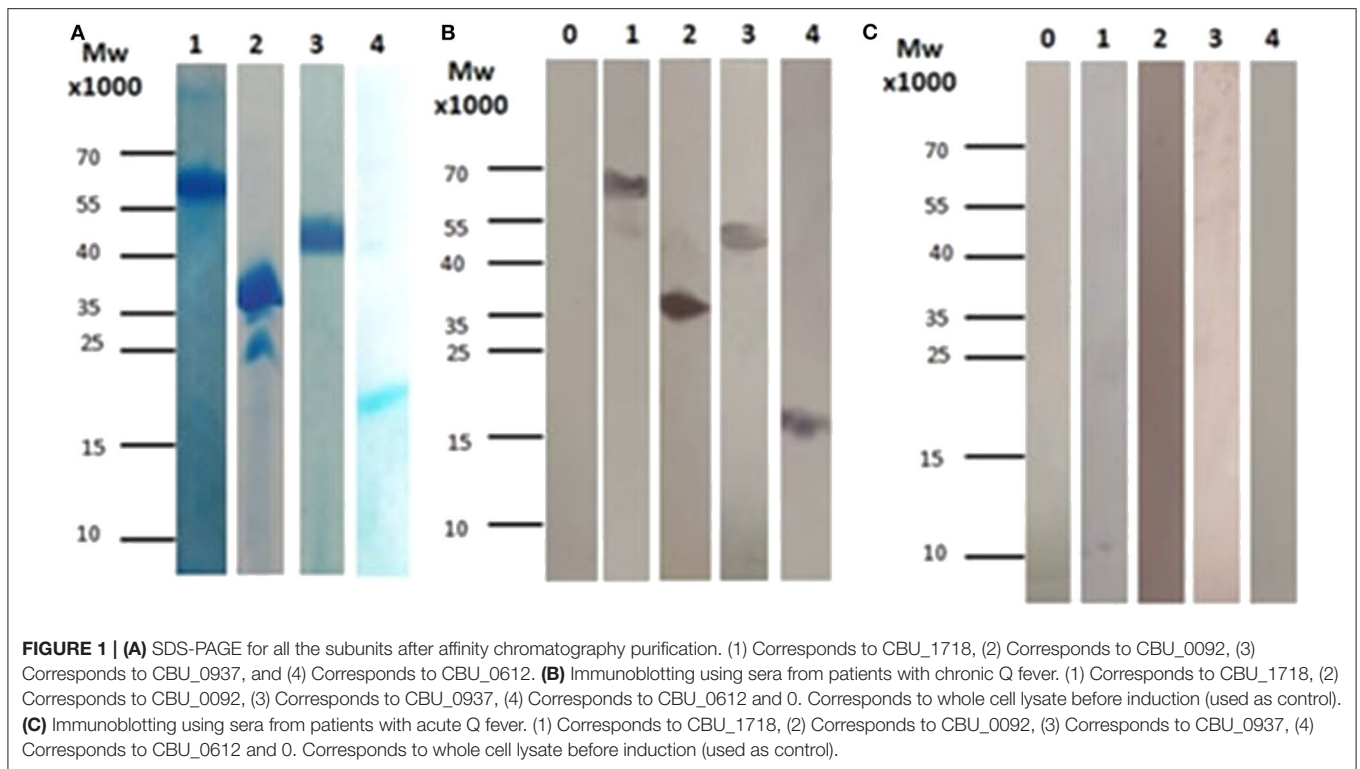 A
Mw
x1000
1 2 3 4
70
55
40
35
25
15
10
B
Mw
x1000
0 1 2 3 4
70
55
40
35
25
15
10
C
Mw
x1000
0 1 2 3 4
70
55
40
35
25
15
10
FIGURE 1 | (A) SDS-PAGE for all the subunits after affinity chromatography purification. (1) Corresponds to CBU_1718, (2) Corresponds to CBU_0092, (3)
Corresponds to CBU_0937, and (4) Corresponds to CBU_0612. (B) Immunoblotting using sera from patients with chronic Q fever. (1) Corresponds to CBU_1718, (2)
Corresponds to CBU_0092, (3) Corresponds to CBU_0937, (4) Corresponds to CBU_0612 and 0. Corresponds to whole cell lysate before induction (used as control).
(C) Immunoblotting using sera from patients with acute Q fever. (1) Corresponds to CBU_1718, (2) Corresponds to CBU_0092, (3) Corresponds to CBU_0937, (4)
Corresponds to CBU_0612 and 0. Corresponds to whole cell lysate before induction (used as control).